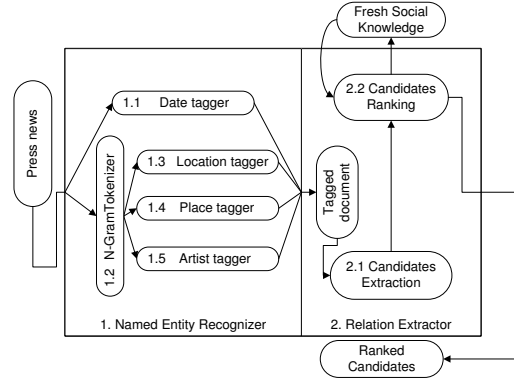 Fresh Social
Knowledge
1.1 Date tagger
2.2 Candidates
Ranking
Press news
1.2 N-GramTokenizer
1.3 Location tagger
1.4 Place tagger
1.5 Artist tagger
Tagged
document
2.1 Candidates
Extraction
1. Named Entity Recognizer
2. Relation Extractor
Ranked
Candidates